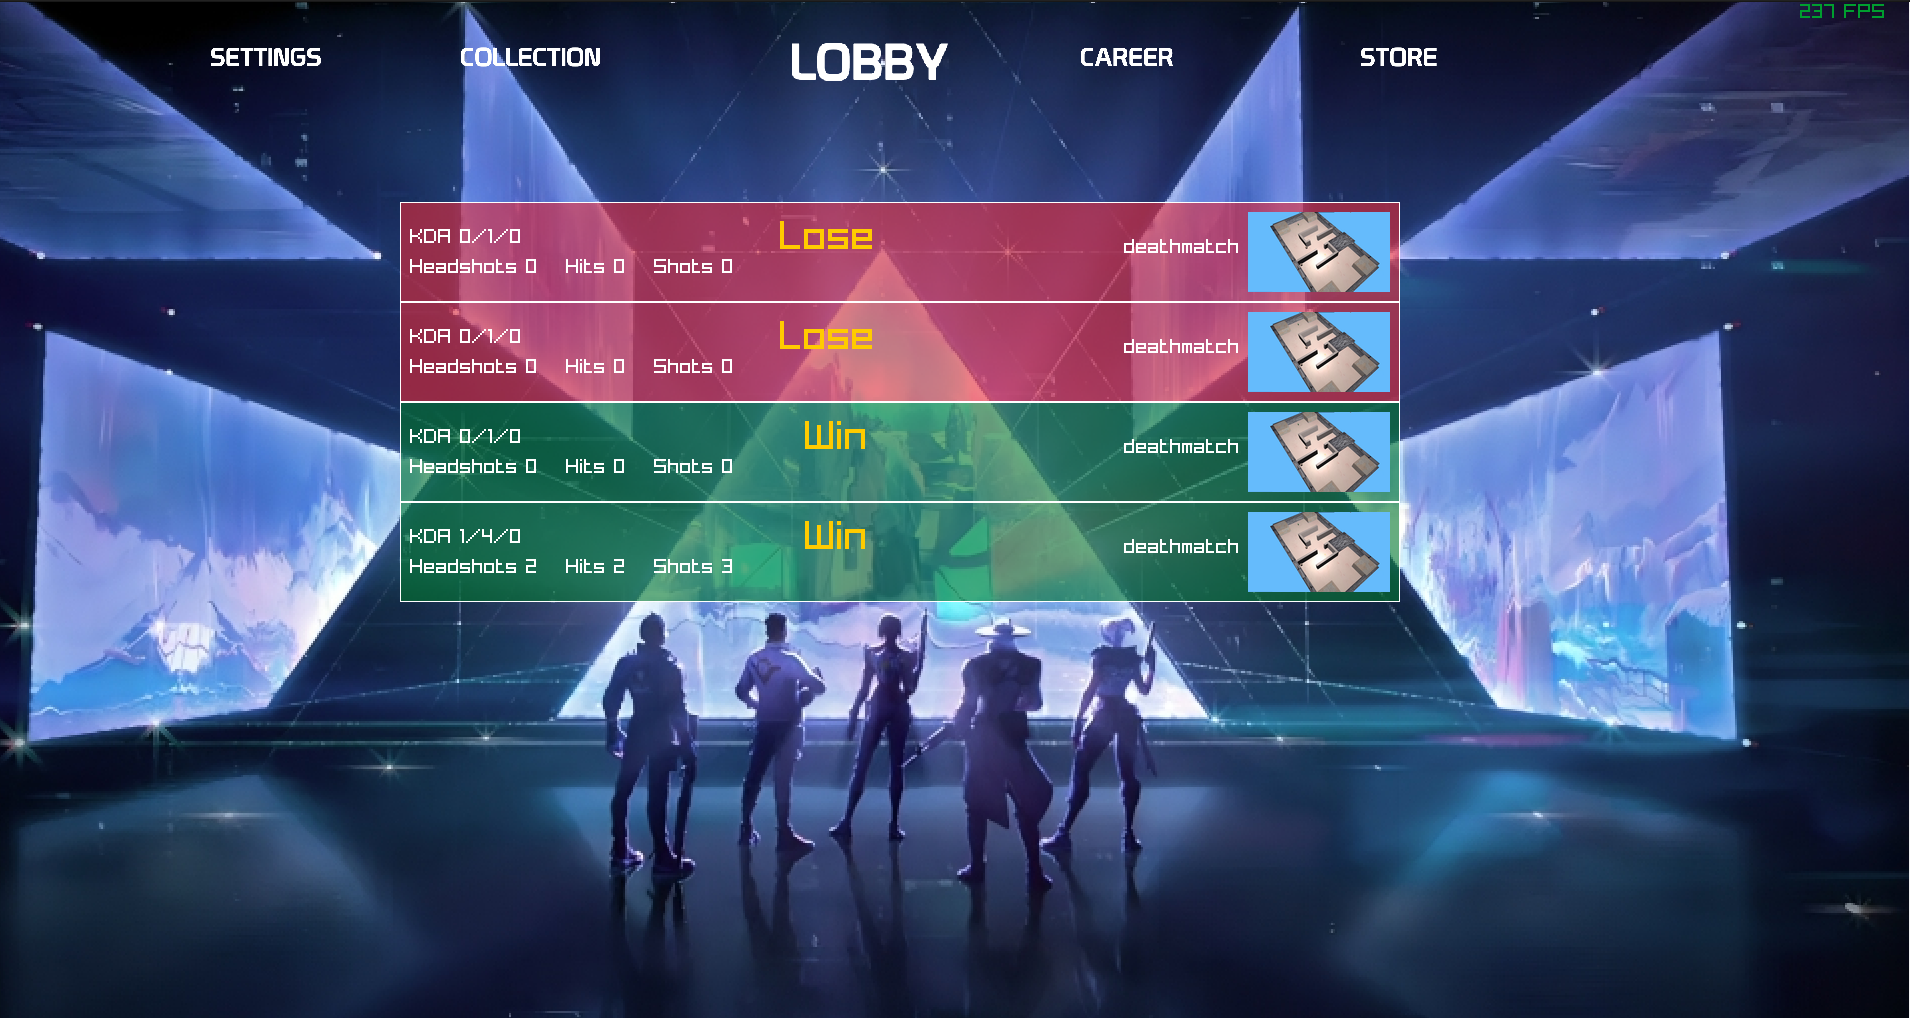 237 FPS
SETTINGS COLLECTION LOBBY CAREER STORE
KDA 0/1/0 Lose deathmatch
Headshots 0 Hits 0 Shots 0
KDA 0/1/0 Lose deathmatch
Headshots 0 Hits 0 Shots 0
KDA 0/1/0 Win deathmatch
Headshots 0 Hits 0 Shots 0
KDA 1/4/0 Win deathmatch
Headshots 2 Hits 2 Shots 3